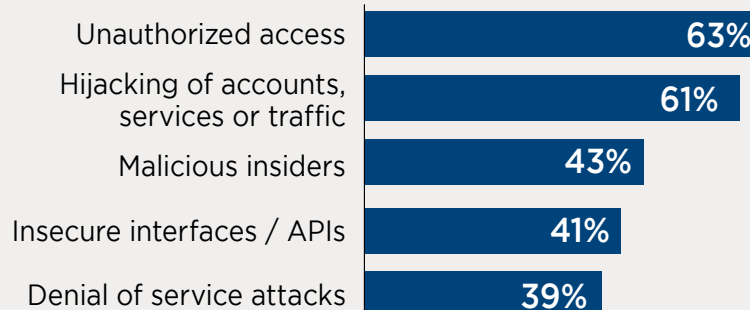 Unauthorized access 63%
Hijacking of accounts,
services or traffic 61%
Malicious insiders 43%
Insecure interfaces / APIs 41%
Denial of service attacks 39%